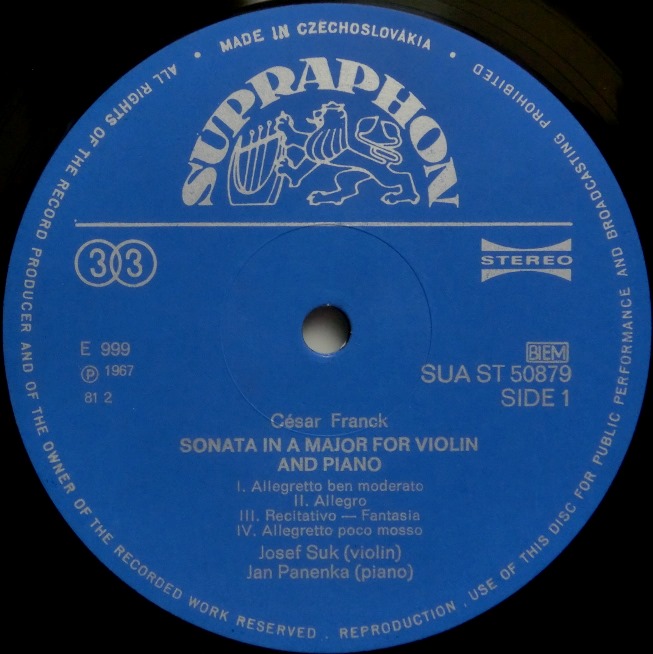 ALL RIGHTS OF THE RECORD PRODUCER AND OF THE OWNER OF THE RECORDED WORK RESERVED . REPRODUCTION , USE OF THIS DISC FOR PUBLIC PERFORMANCE AND BROADCASTING PROHIBITED
• MADE IN CZECHOSLOVAKIA •
SUPRAPHON
33
STEREO
E 999
BIEM
Ⓟ 1967
SUA ST 50879
81 2
SIDE 1
César Franck
SONATA IN A MAJOR FOR VIOLIN
AND PIANO
I. Allegretto ben moderato
II. Allegro
III. Recitativo — Fantasia
IV. Allegretto poco mosso
Josef Suk (violin)
Jan Panenka (piano)